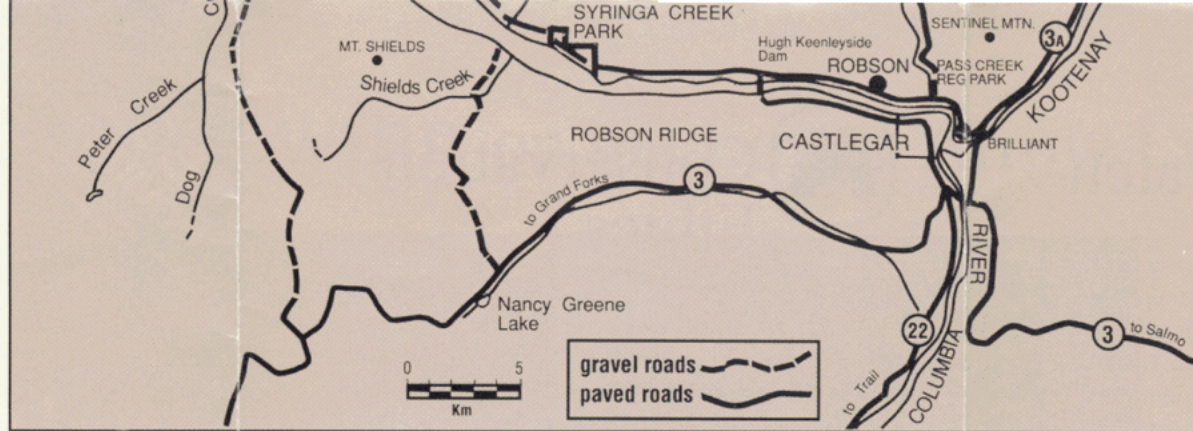 SYRINGA CREEK
PARK
SENTINEL MTN.
3A
MT. SHIELDS
Hugh Keenleyside
Dam
ROBSON
PASS CREEK
REG PARK
KOOTENAY
Shields Creek
Peter Creek
ROBSON RIDGE
CASTLEGAR
BRILLIANT
Dog
to Grand Forks
3
RIVER
Nancy Greene
Lake
22
COLUMBIA
3
to Salmo
to Trail
0 5
Km
gravel roads
paved roads